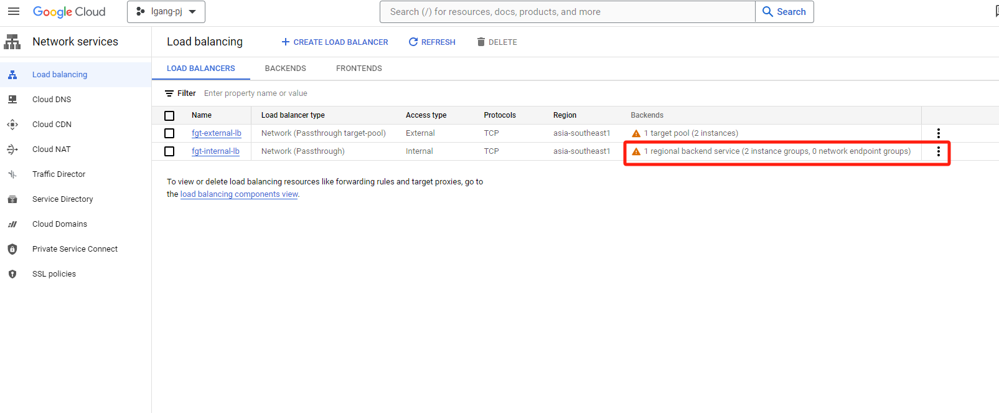 Google Cloud
lgang-pj
Search (/) for resources, docs, products, and more
Search
Network services
Load balancing
CREATE LOAD BALANCER
REFRESH
DELETE
Load balancing
Cloud DNS
Cloud CDN
Cloud NAT
Traffic Director
Service Directory
Cloud Domains
Private Service Connect
SSL policies
LOAD BALANCERS
BACKENDS
FRONTENDS
Filter
Enter property name or value
Name Load balancer type Access type Protocols Region Backends
fgt-external-lb Network (Passthrough target-pool) External TCP asia-southeast1 1 target pool (2 instances)
fgt-internal-lb Network (Passthrough) Internal TCP asia-southeast1 1 regional backend service (2 instance groups, 0 network endpoint groups)
To view or delete load balancing resources like forwarding rules and target proxies, go to
the load balancing components view.